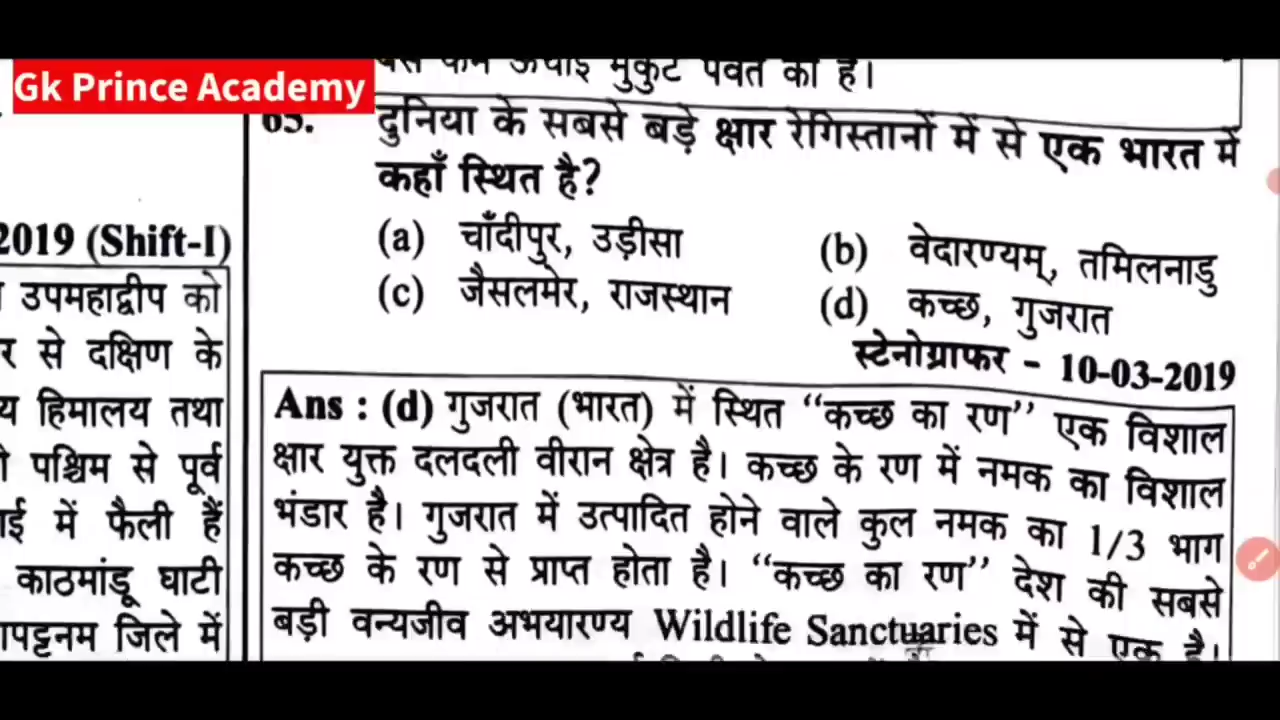 Gk Prince Academy
मुकुट पर्वत की है।
65. दुनिया के सबसे बड़े क्षार रेगिस्तानों में से एक भारत में
कहाँ स्थित है?
(a) चाँदीपुर, उड़ीसा (b) वेदारण्यम्, तमिलनाडु
(c) जैसलमेर, राजस्थान (d) कच्छ, गुजरात
स्टेनोग्राफर - 10-03-2019
Ans : (d) गुजरात (भारत) में स्थित “कच्छ का रण” एक विशाल
क्षार युक्त दलदली वीरान क्षेत्र है। कच्छ के रण में नमक का विशाल
भंडार है। गुजरात में उत्पादित होने वाले कुल नमक का 1/3 भाग
कच्छ के रण से प्राप्त होता है। “कच्छ का रण” देश की सबसे
बड़ी वन्यजीव अभयारण्य Wildlife Sanctuaries में से एक है।
2019 (Shift-I)
उपमहाद्वीप को
से दक्षिण के
हिमालय तथा
पश्चिम से पूर्व
में फैली हैं
काठमांडू घाटी
जिले में